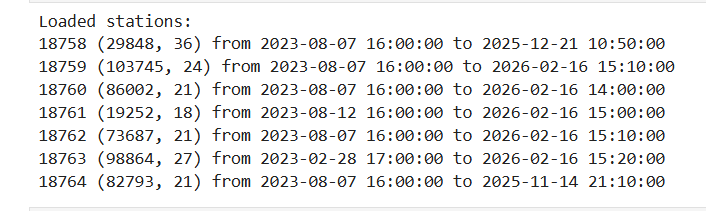 Loaded stations:
18758 (29848, 36) from 2023-08-07 16:00:00 to 2025-12-21 10:50:00
18759 (103745, 24) from 2023-08-07 16:00:00 to 2026-02-16 15:10:00
18760 (86002, 21) from 2023-08-07 16:00:00 to 2026-02-16 14:00:00
18761 (19252, 18) from 2023-08-12 16:00:00 to 2026-02-16 15:00:00
18762 (73687, 21) from 2023-08-07 16:00:00 to 2026-02-16 15:10:00
18763 (98864, 27) from 2023-02-28 17:00:00 to 2026-02-16 15:20:00
18764 (82793, 21) from 2023-08-07 16:00:00 to 2025-11-14 21:10:00